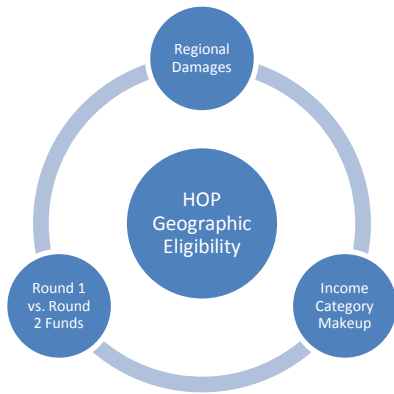 Regional
Damages
HOP
Geographic
Eligibility
Round 1
vs. Round
2 Funds
Income
Category
Makeup